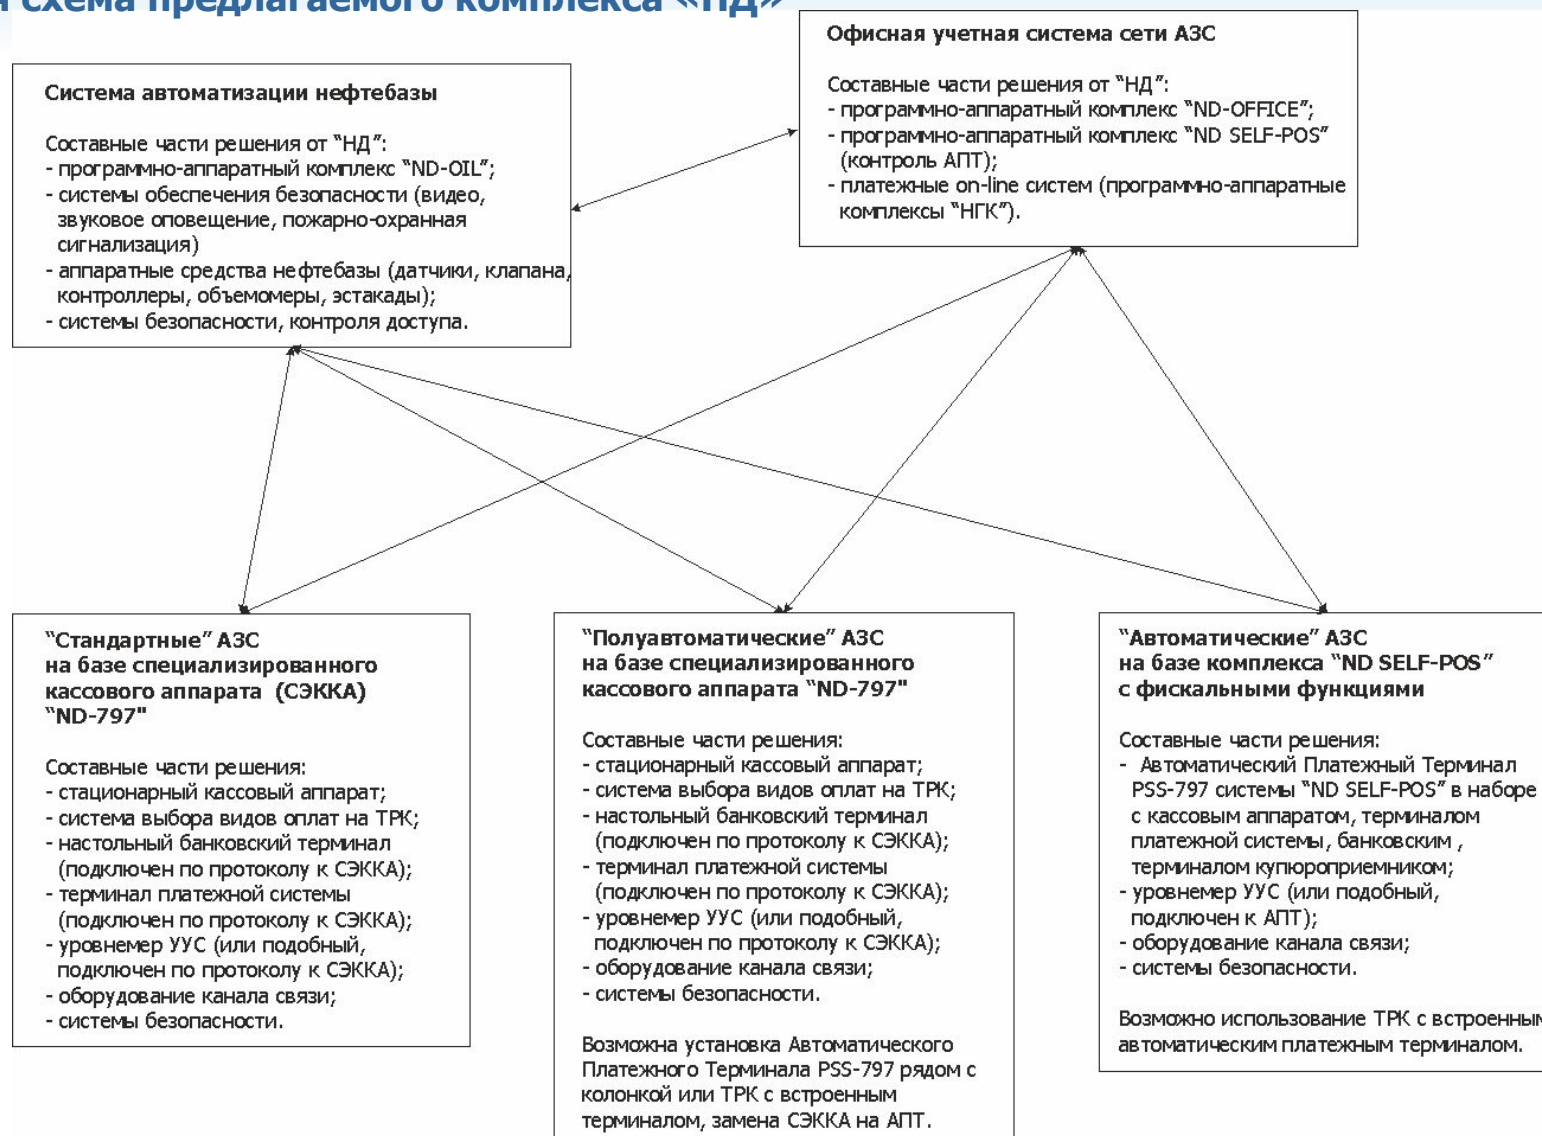 я схема предлагаемого комплекса «НД»
Офисная учетная система сети АЗС
Составные части решения от “НД”:
- программно-аппаратный комплекс “ND-OFFICE”;
- программно-аппаратный комплекс “ND SELF-POS”
(контроль АПТ);
- платежные on-line систем (программно-аппаратные
комплексы “НГК”).
Система автоматизации нефтебазы
Составные части решения от “НД”:
- программно-аппаратный комплекс “ND-OIL”;
- системы обеспечения безопасности (видео,
звуковое оповещение, пожарно-охранная
сигнализация)
- аппаратные средства нефтебазы (датчики, клапана,
контроллеры, объемомеры, эстакады);
- системы безопасности, контроля доступа.
“Стандартные” АЗС
на базе специализированного
кассового аппарата (СЭККА)
“ND-797"
Составные части решения:
- стационарный кассовый аппарат;
- система выбора видов оплат на ТРК;
- настольный банковский терминал
(подключен по протоколу к СЭККА);
- терминал платежной системы
(подключен по протоколу к СЭККА);
- уровнемер УУС (или подобный,
подключен по протоколу к СЭККА);
- оборудование канала связи;
- системы безопасности.
“Полуавтоматические” АЗС
на базе специализированного
кассового аппарата “ND-797"
Составные части решения:
- стационарный кассовый аппарат;
- система выбора видов оплат на ТРК;
- настольный банковский терминал
(подключен по протоколу к СЭККА);
- терминал платежной системы
(подключен по протоколу к СЭККА);
- уровнемер УУС (или подобный,
подключен по протоколу к СЭККА);
- оборудование канала связи;
- системы безопасности.
Возможна установка Автоматического
Платежного Терминала PSS-797 рядом с
колонкой или ТРК с встроенным
терминалом, замена СЭККА на АПТ.
“Автоматические” АЗС
на базе комплекса “ND SELF-POS”
с фискальными функциями
Составные части решения:
- Автоматический Платежный Терминал
PSS-797 системы “ND SELF-POS” в наборе
с кассовым аппаратом, терминалом
платежной системы, банковским ,
терминалом купюроприемником;
- уровнемер УУС (или подобный,
подключен к АПТ);
- оборудование канала связи;
- системы безопасности.
Возможно использование ТРК с встроенным
автоматическим платежным терминалом.